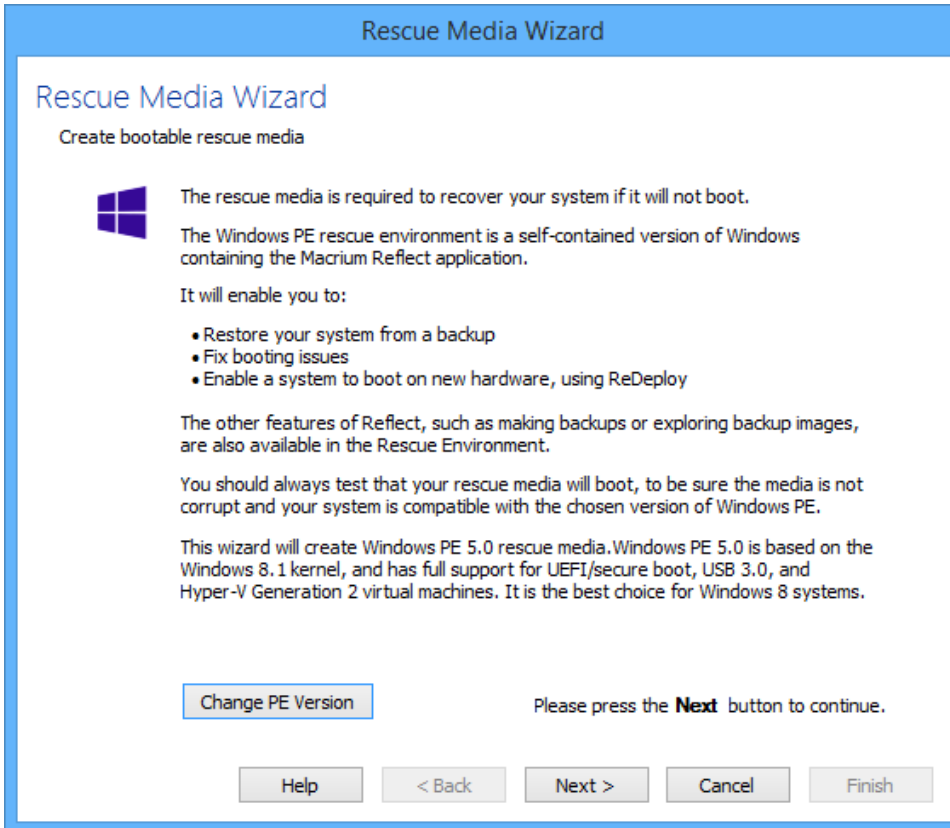 Rescue Media Wizard
Rescue Media Wizard
Create bootable rescue media
The rescue media is required to recover your system if it will not boot.
The Windows PE rescue environment is a self-contained version of Windows
containing the Macrium Reflect application.
It will enable you to:
• Restore your system from a backup
• Fix booting issues
• Enable a system to boot on new hardware, using ReDeploy
The other features of Reflect, such as making backups or exploring backup images,
are also available in the Rescue Environment.
You should always test that your rescue media will boot, to be sure the media is not
corrupt and your system is compatible with the chosen version of Windows PE.
This wizard will create Windows PE 5.0 rescue media.Windows PE 5.0 is based on the
Windows 8.1 kernel, and has full support for UEFI/secure boot, USB 3.0, and
Hyper-V Generation 2 virtual machines. It is the best choice for Windows 8 systems.
Change PE Version Please press the Next button to continue.
Help < Back Next > Cancel Finish